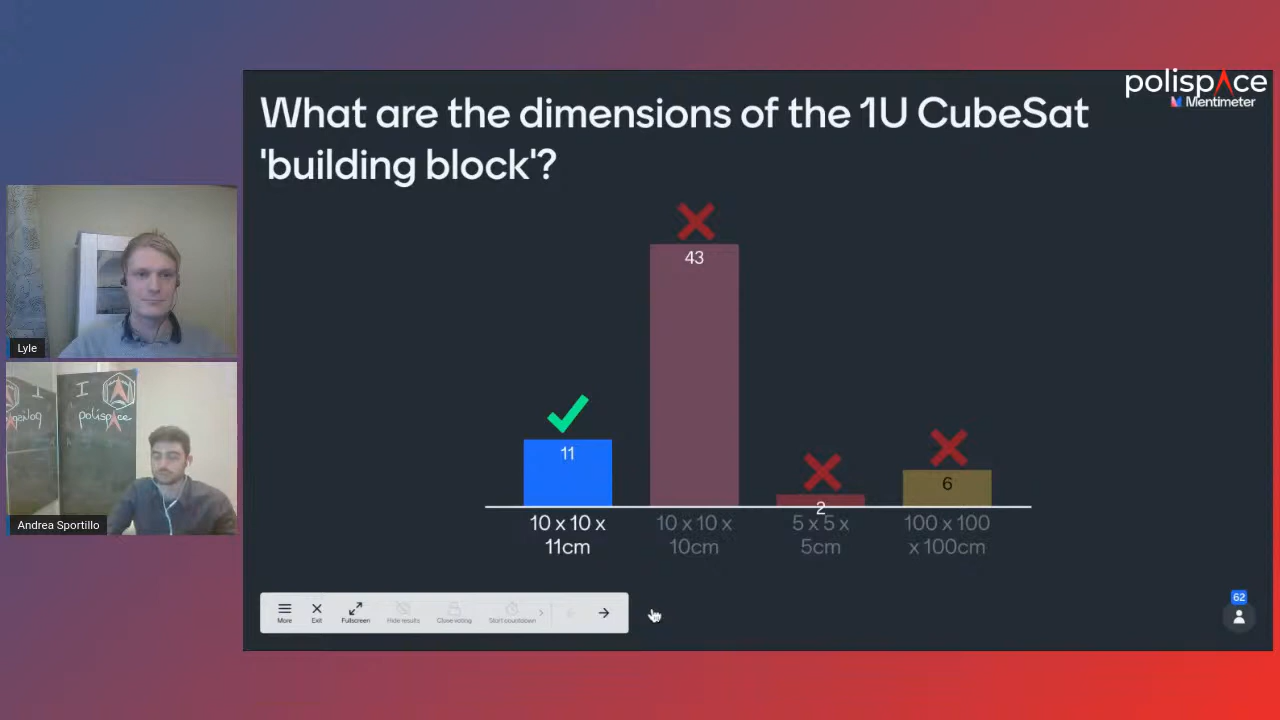 polispace
Mentimeter
What are the dimensions of the 1U CubeSat
'building block'?
43
11
6
2
10 x 10 x
11cm
10 x 10 x
10cm
5 x 5 x
5cm
100 x 100
x 100cm
Lyle
polispace
Andrea Sportillo
More
Exit
Fullscreen
Hide results
Close voting
Start countdown
62